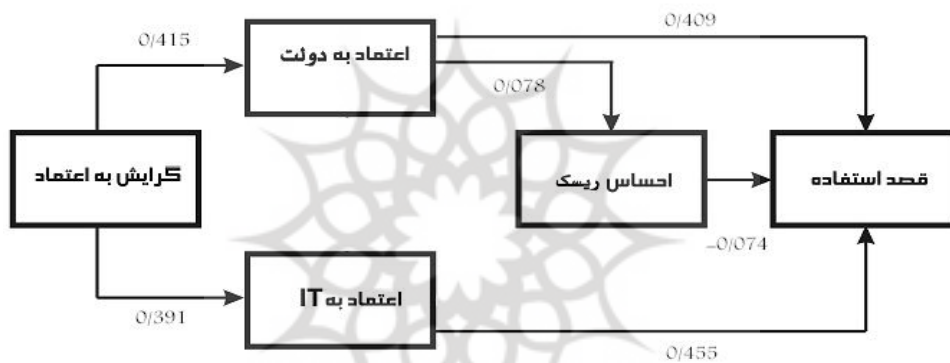 0/409
0/415
اعتماد به دولت
0/078
گرایش به اعتماد
احساس ریسک
قصد استفاده
-0/074
اعتماد به IT
0/391
0/455